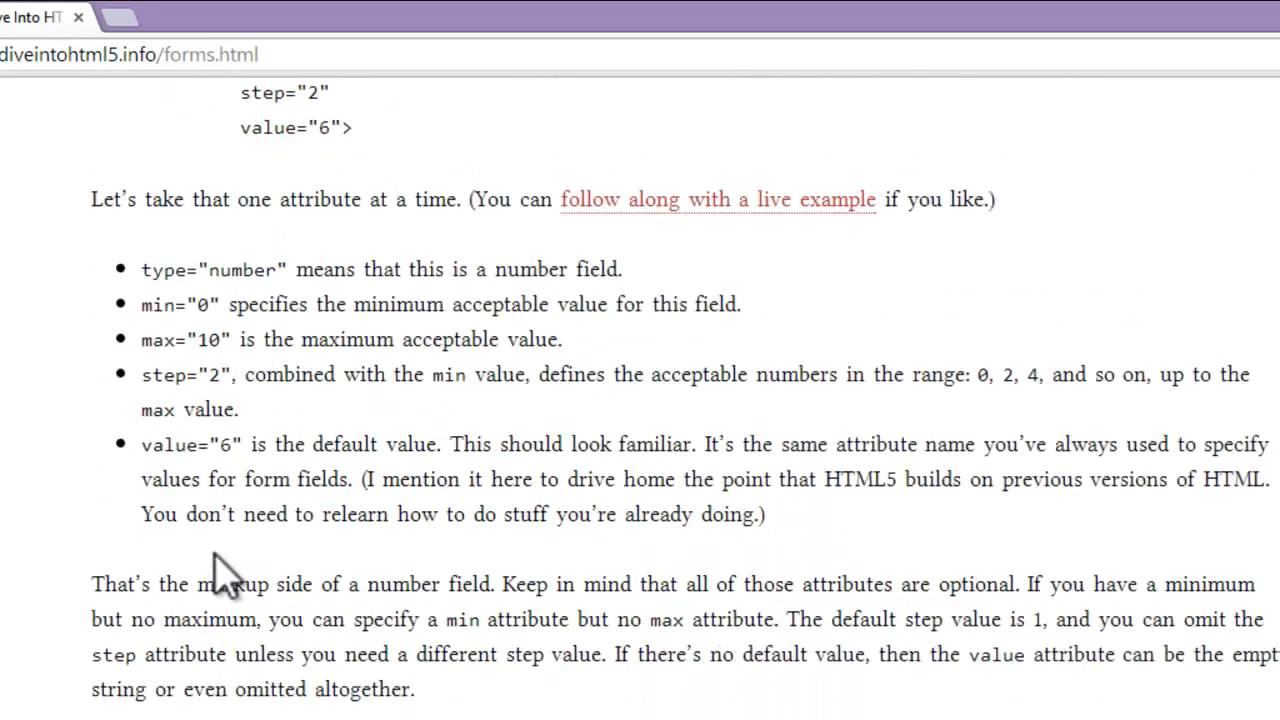 ve Into HT
diveintohtml5.info/forms.html
step="2"
value="6">
Let's take that one attribute at a time. (You can follow along with a live example if you like.)
• type="number" means that this is a number field.
• min="0" specifies the minimum acceptable value for this field.
• max="10" is the maximum acceptable value.
• step="2", combined with the min value, defines the acceptable numbers in the range: 0, 2, 4, and so on, up to the
max value.
• value="6" is the default value. This should look familiar. It's the same attribute name you've always used to specify
values for form fields. (I mention it here to drive home the point that HTML5 builds on previous versions of HTML.
You don't need to relearn how to do stuff you're already doing.)
That's the markup side of a number field. Keep in mind that all of those attributes are optional. If you have a minimum
but no maximum, you can specify a min attribute but no max attribute. The default step value is 1, and you can omit the
step attribute unless you need a different step value. If there's no default value, then the value attribute can be the empt
string or even omitted altogether.